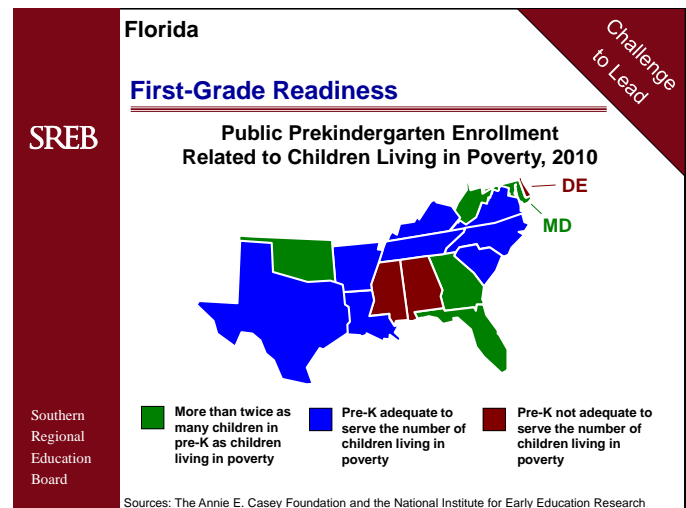 Florida
Challenge
to Lead
First-Grade Readiness
SREB
Public Prekindergarten Enrollment
Related to Children Living in Poverty, 2010
DE
MD
More than twice as
many children in
pre-K as children
living in poverty
Pre-K adequate to
serve the number of
children living in
poverty
Pre-K not adequate to
serve the number of
children living in
poverty
Southern
Regional
Education
Board
Sources: The Annie E. Casey Foundation and the National Institute for Early Education Research